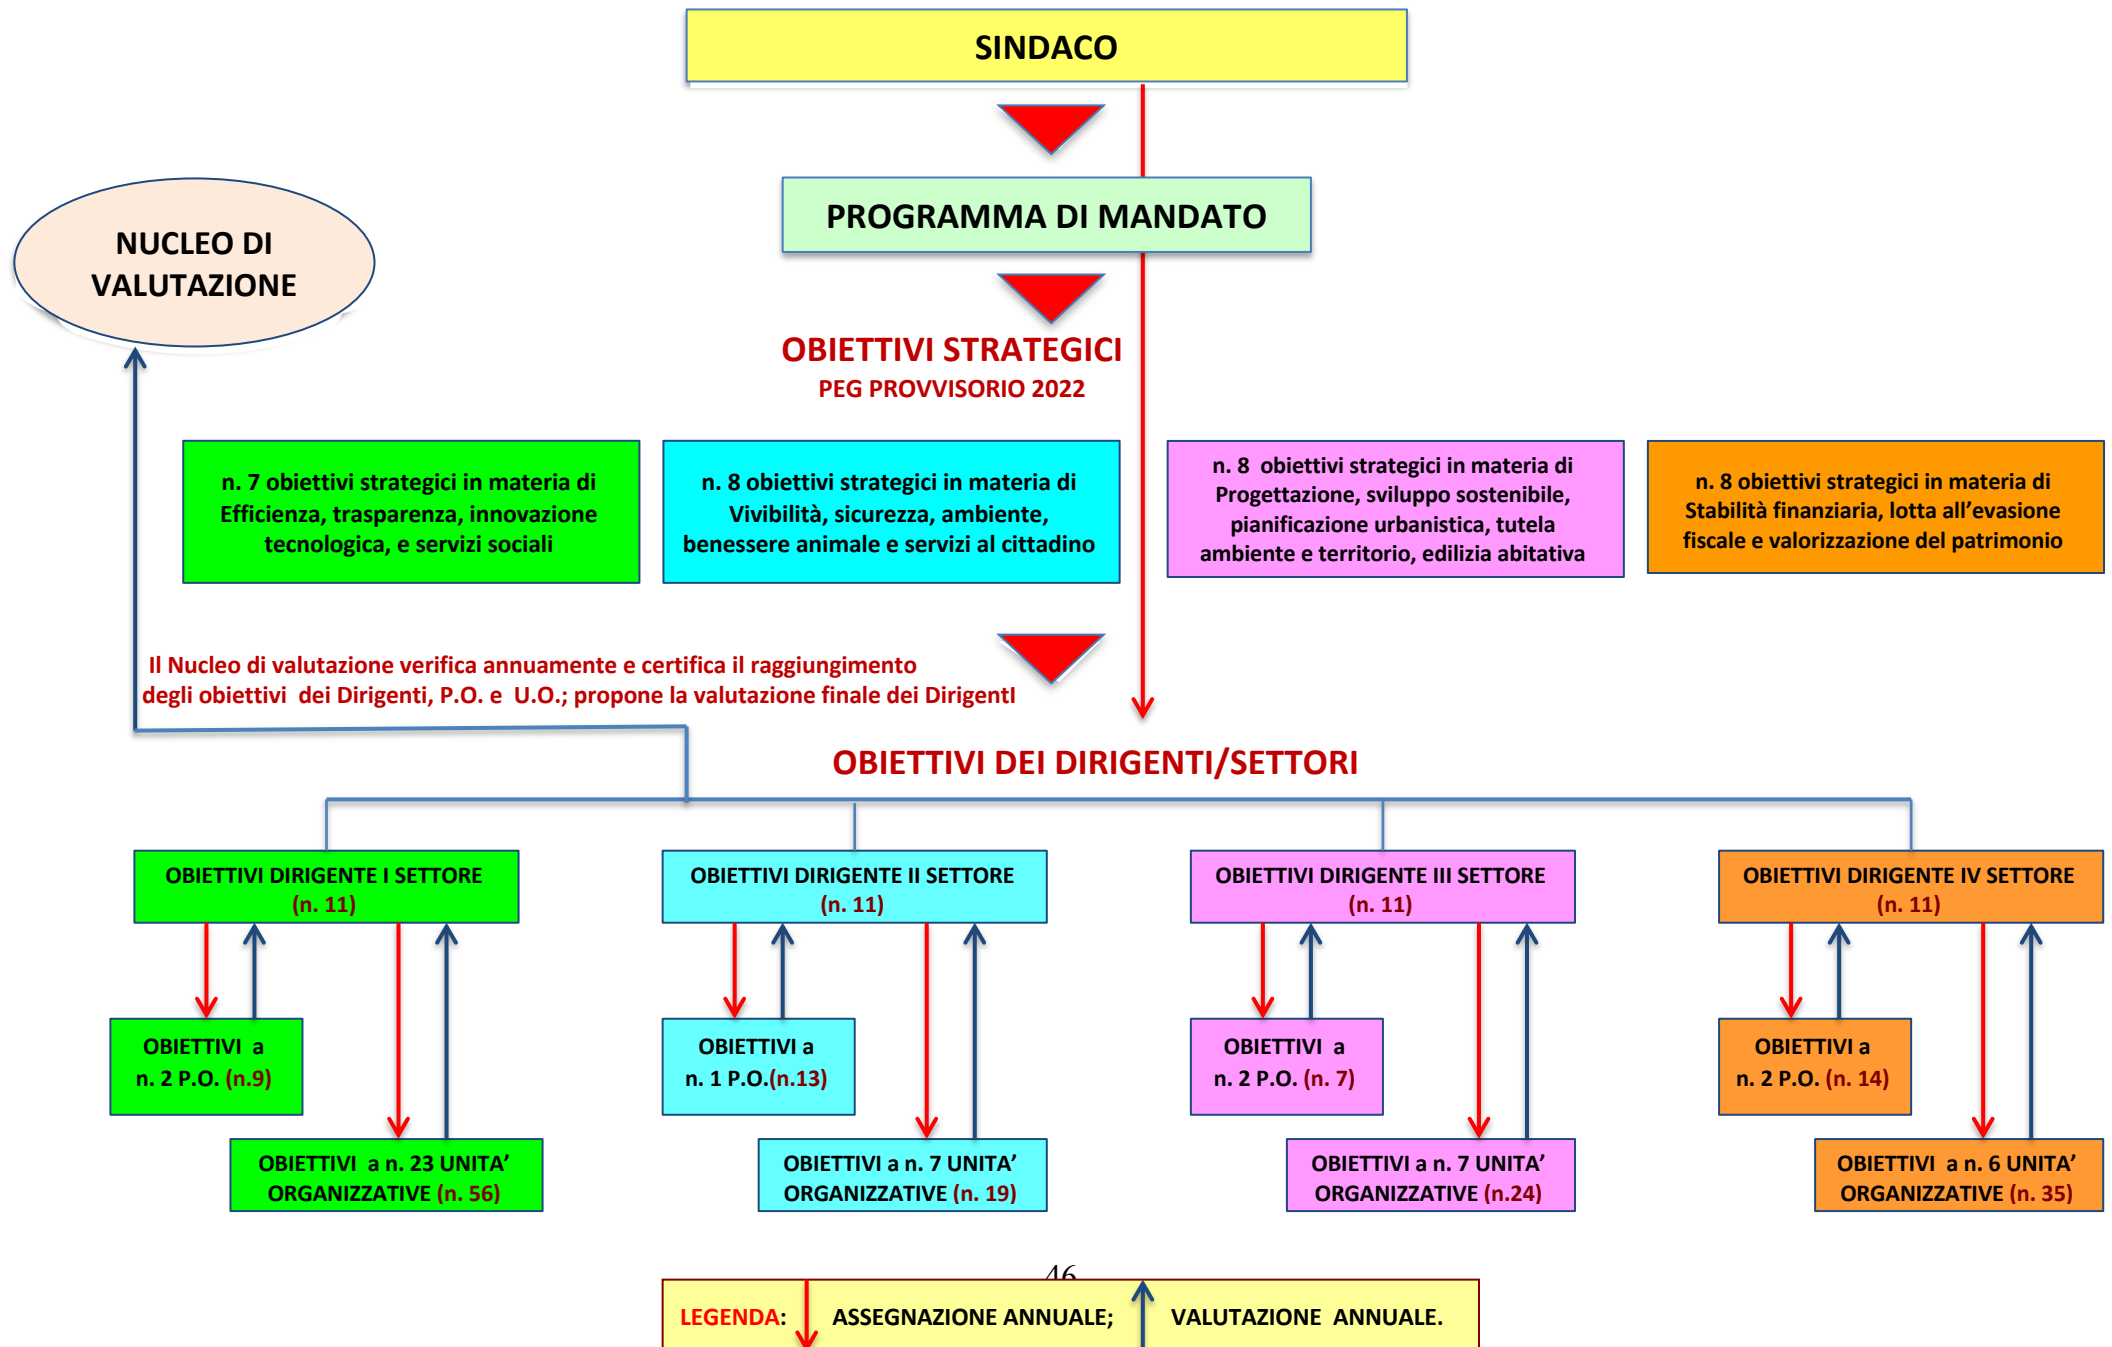 SINDACO
PROGRAMMA DI MANDATO
NUCLEO DI
VALUTAZIONE
OBIETTIVI STRATEGICI
PEG PROVVISORIO 2022
n. 7 obiettivi strategici in materia di
Efficienza, trasparenza, innovazione
tecnologica, e servizi sociali
n. 8 obiettivi strategici in materia di
Vivibilità, sicurezza, ambiente,
benessere animale e servizi al cittadino
n. 8 obiettivi strategici in materia di
Progettazione, sviluppo sostenibile,
pianificazione urbanistica, tutela
ambiente e territorio, edilizia abitativa
n. 8 obiettivi strategici in materia di
Stabilità finanziaria, lotta all’evasione
fiscale e valorizzazione del patrimonio
Il Nucleo di valutazione verifica annuamente e certifica il raggiungimento
degli obiettivi dei Dirigenti, P.O. e U.O.; propone la valutazione finale dei DirigentI
OBIETTIVI DEI DIRIGENTI/SETTORI
OBIETTIVI DIRIGENTE I SETTORE
(n. 11)
OBIETTIVI DIRIGENTE II SETTORE
(n. 11)
OBIETTIVI DIRIGENTE III SETTORE
(n. 11)
OBIETTIVI DIRIGENTE IV SETTORE
(n. 11)
OBIETTIVI a
n. 2 P.O. (n.9)
OBIETTIVI a
n. 1 P.O.(n.13)
OBIETTIVI a
n. 2 P.O. (n. 7)
OBIETTIVI a
n. 2 P.O. (n. 14)
OBIETTIVI a n. 23 UNITA’
ORGANIZZATIVE (n. 56)
OBIETTIVI a n. 7 UNITA’
ORGANIZZATIVE (n. 19)
OBIETTIVI a n. 7 UNITA’
ORGANIZZATIVE (n.24)
OBIETTIVI a n. 6 UNITA’
ORGANIZZATIVE (n. 35)
46
LEGENDA: ASSEGNAZIONE ANNUALE; VALUTAZIONE ANNUALE.